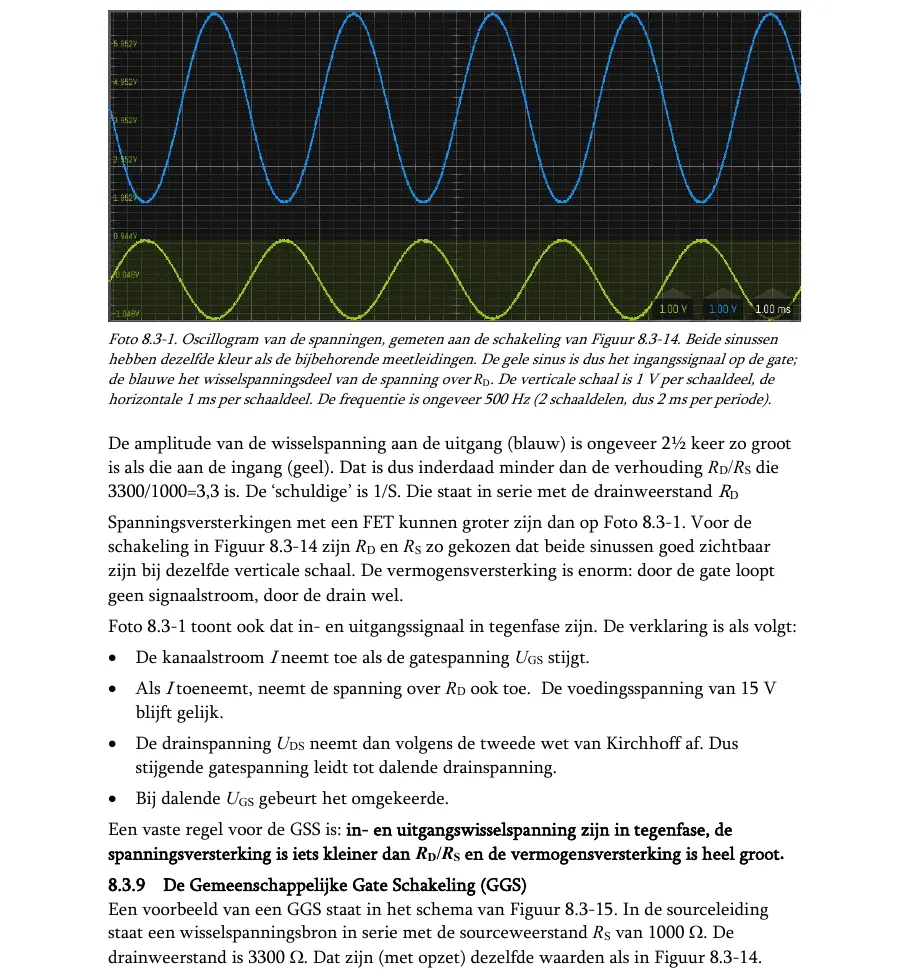 5.952V
4.952V
3.952V
2.952V
1.952V
0.944V
-0.048V
-1.048V
1.00 V
1.00 V
1.00 ms
Foto 8.3-1. Oscillogram van de spanningen, gemeten aan de schakeling van Figuur 8.3-14. Beide sinussen
hebben dezelfde kleur als de bijbehorende meetleidingen. De gele sinus is dus het ingangssignaal op de gate;
de blauwe het wisselspanningsdeel van de spanning over RD. De verticale schaal is 1 V per schaaldeel, de
horizontale 1 ms per schaaldeel. De frequentie is ongeveer 500 Hz (2 schaaldelen, dus 2 ms per periode).
De amplitude van de wisselspanning aan de uitgang (blauw) is ongeveer 2½ keer zo groot
is als die aan de ingang (geel). Dat is dus inderdaad minder dan de verhouding RD/RS die
3300/1000=3,3 is. De ‘schuldige’ is 1/S. Die staat in serie met de drainweerstand RD
Spanningsversterkingen met een FET kunnen groter zijn dan op Foto 8.3-1. Voor de
schakeling in Figuur 8.3-14 zijn RD en RS zo gekozen dat beide sinussen goed zichtbaar
zijn bij dezelfde verticale schaal. De vermogensversterking is enorm: door de gate loopt
geen signaalstroom, door de drain wel.
Foto 8.3-1 toont ook dat in- en uitgangssignaal in tegenfase zijn. De verklaring is als volgt:
• De kanaalstroom I neemt toe als de gatespanning UGS stijgt.
• Als I toeneemt, neemt de spanning over RD ook toe. De voedingsspanning van 15 V
blijft gelijk.
• De drainspanning UDS neemt dan volgens de tweede wet van Kirchhoff af. Dus
stijgende gatespanning leidt tot dalende drainspanning.
• Bij dalende UGS gebeurt het omgekeerde.
Een vaste regel voor de GSS is: in- en uitgangswisselspanning zijn in tegenfase, de
spanningsversterking is iets kleiner dan RD/RS en de vermogensversterking is heel groot.
8.3.9 De Gemeenschappelijke Gate Schakeling (GGS)
Een voorbeeld van een GGS staat in het schema van Figuur 8.3-15. In de sourceleiding
staat een wisselspanningsbron in serie met de sourceweerstand RS van 1000 Ω. De
drainweerstand is 3300 Ω. Dat zijn (met opzet) dezelfde waarden als in Figuur 8.3-14.